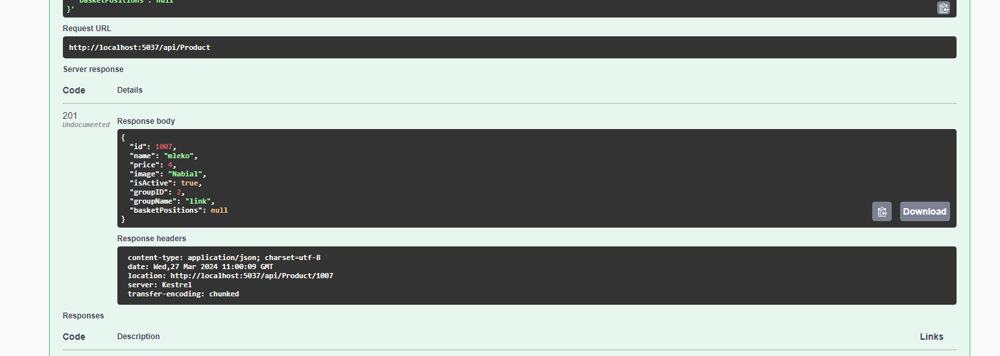 "basketPositions": null
}'
Request URL
http://localhost:5037/api/Product
Server response
Code Details
201
Undocumented
Response body
{
"id": 1007,
"name": "mleko",
"price": 4,
"image": "Nabial",
"isActive": true,
"groupID": 2,
"groupName": "link",
"basketPositions": null
}
Download
Response headers
content-type: application/json; charset=utf-8
date: Wed,27 Mar 2024 11:00:09 GMT
location: http://localhost:5037/api/Product/1007
server: Kestrel
transfer-encoding: chunked
Responses
Code Description Links